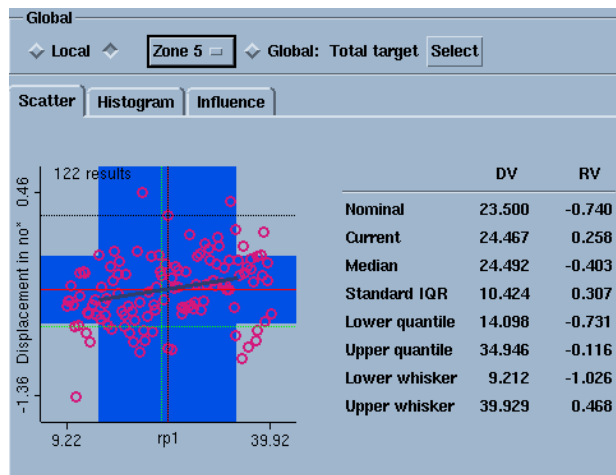 Global
Local Zone 5 Global: Total target Select
Scatter Histogram Influence
122 results
0.46
Displacement in no*
-1.36
9.22 rp1 39.92
DV RV
Nominal 23.500 -0.740
Current 24.467 0.258
Median 24.492 -0.403
Standard IQR 10.424 0.307
Lower quantile 14.098 -0.731
Upper quantile 34.946 -0.116
Lower whisker 9.212 -1.026
Upper whisker 39.929 0.468